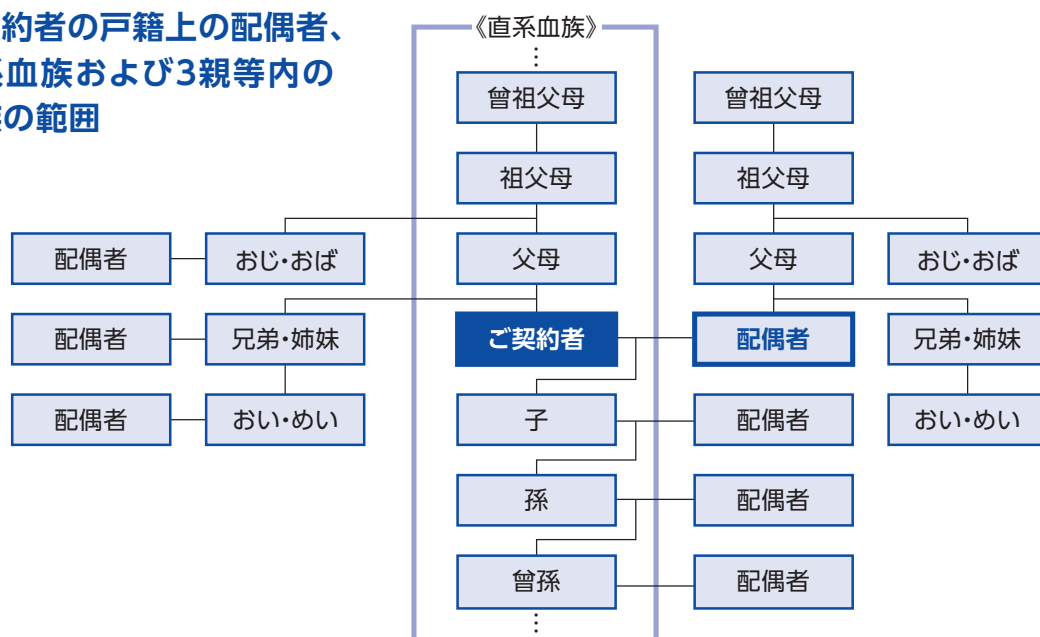 約者の戸籍上の配偶者、
血族および3親等内の
の範囲
《直系血族》
⋮
曾祖父母
曾祖父母
祖父母
祖父母
配偶者
おじ・おば
父母
父母
おじ・おば
配偶者
兄弟・姉妹
ご契約者
配偶者
兄弟・姉妹
配偶者
おい・めい
子
配偶者
おい・めい
孫
配偶者
曾孫
配偶者
⋮